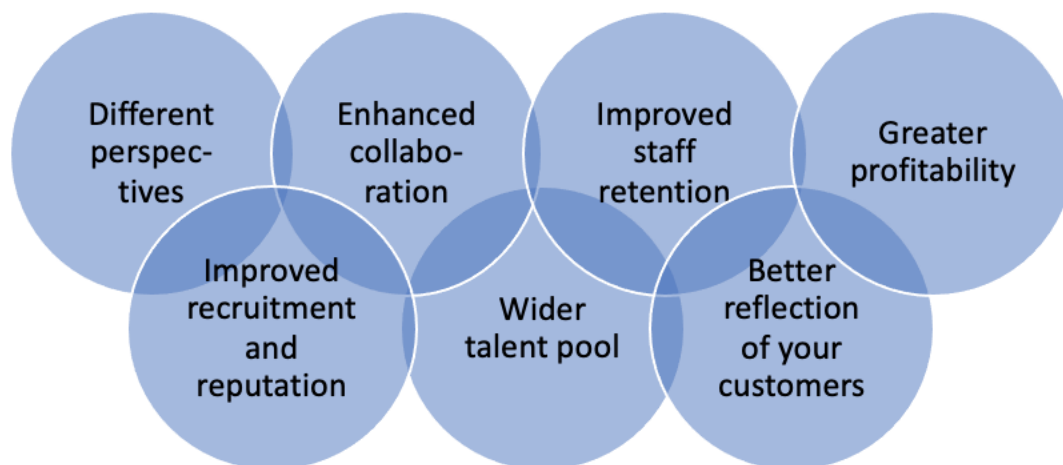 Different
perspec-
tives
Enhanced
collabo-
ration
Improved
staff
retention
Greater
profitability
Improved
recruitment
and
reputation
Wider
talent pool
Better
reflection
of your
customers